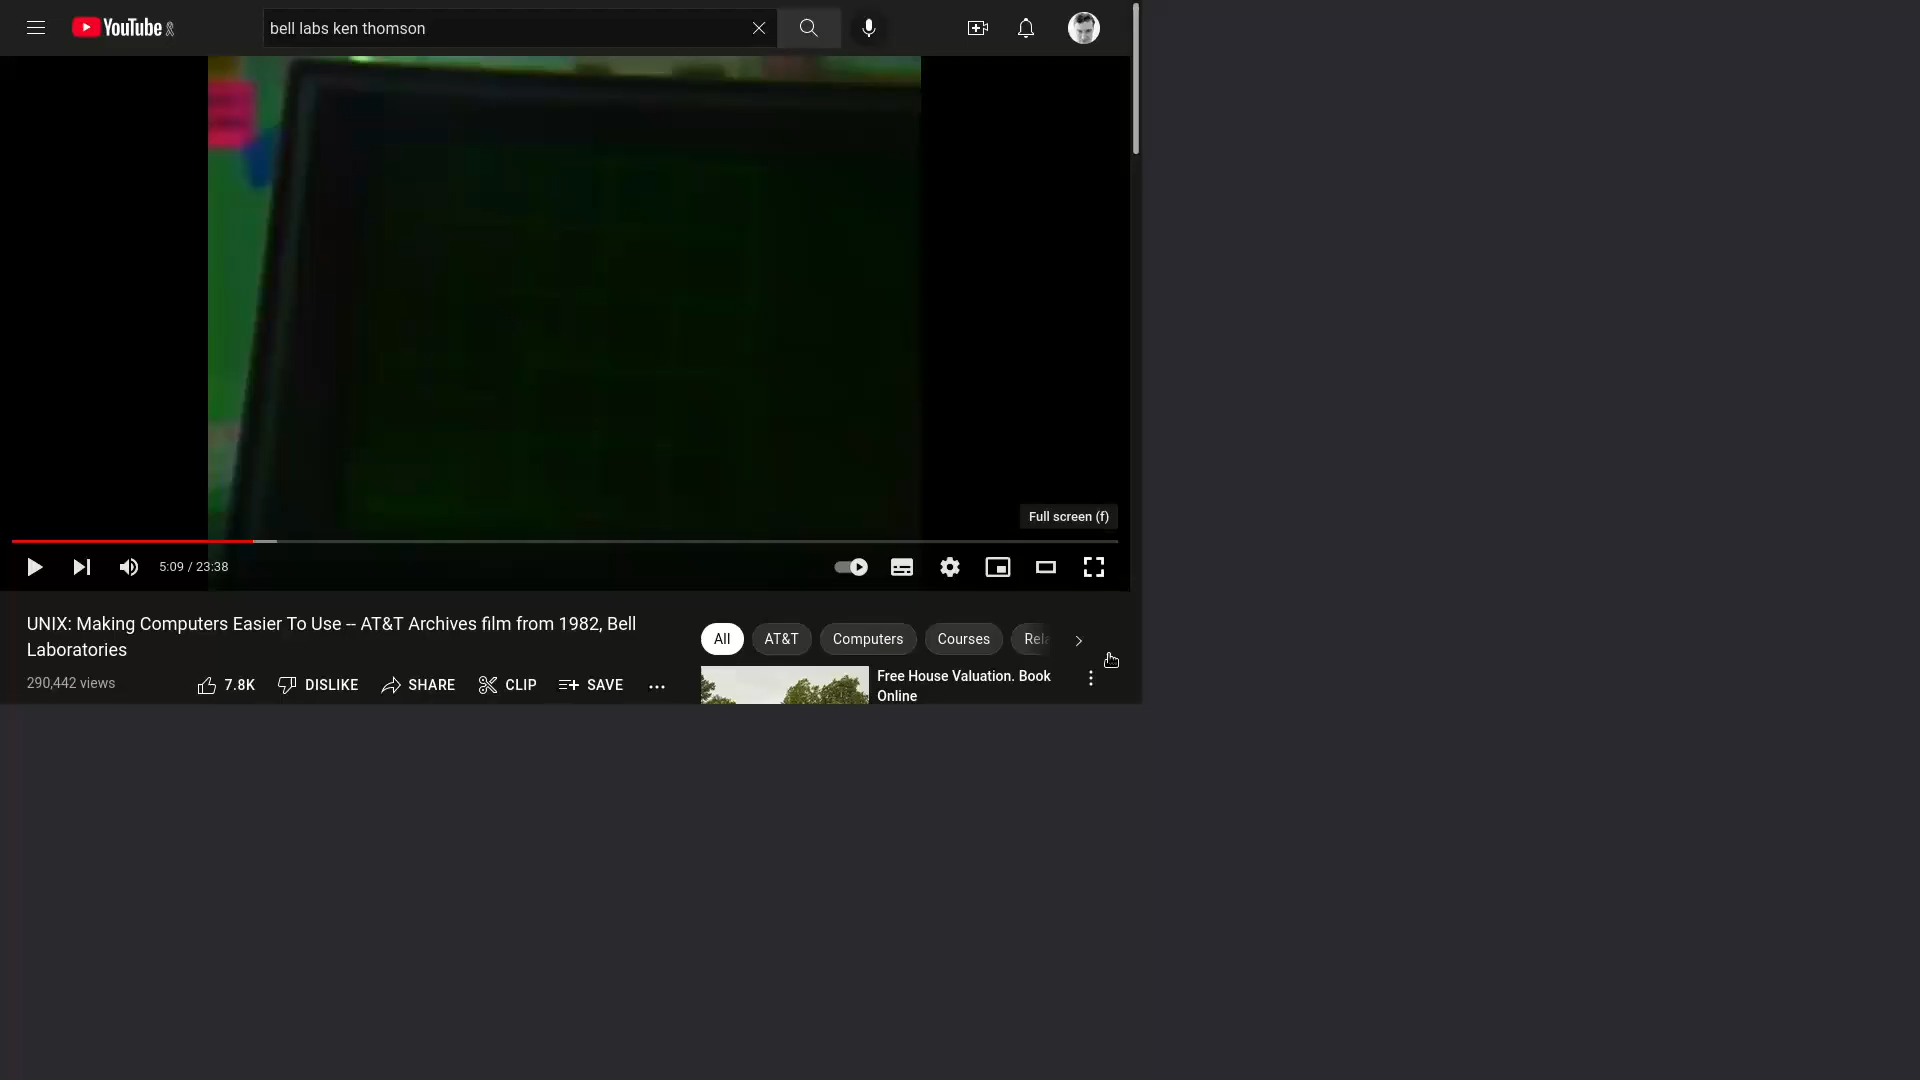 YouTube
bell labs ken thomson
Full screen (f)
5:09 / 23:38
UNIX: Making Computers Easier To Use -- AT&T Archives film from 1982, Bell
Laboratories
290,442 views
7.8K
DISLIKE
SHARE
CLIP
SAVE
All
AT&T
Computers
Courses
Free House Valuation. Book
Online